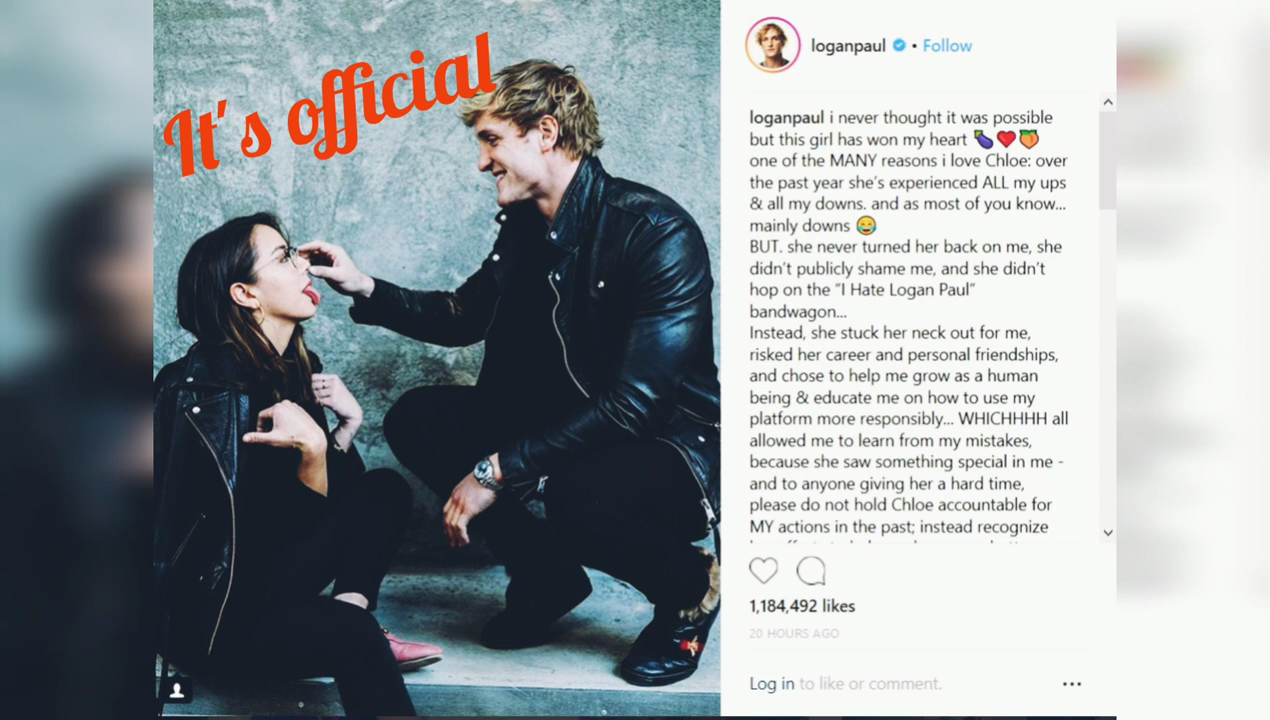 It's official
loganpaul • Follow
loganpaul i never thought it was possible
but this girl has won my heart 🍆❤️🍑
one of the MANY reasons i love Chloe: over
the past year she's experienced ALL my ups
& all my downs. and as most of you know...
mainly downs 😂
BUT. she never turned her back on me, she
didn't publicly shame me, and she didn't
hop on the "I Hate Logan Paul"
bandwagon...
Instead, she stuck her neck out for me,
risked her career and personal friendships,
and chose to help me grow as a human
being & educate me on how to use my
platform more responsibly... WHICHHHH all
allowed me to learn from my mistakes,
because she saw something special in me -
and to anyone giving her a hard time,
please do not hold Chloe accountable for
MY actions in the past; instead recognize
1,184,492 likes
20 HOURS AGO
Log in to like or comment.